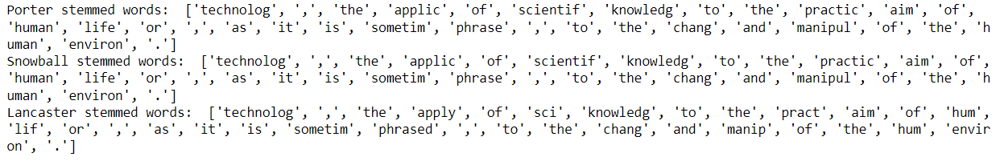 Porter stemmed words:  ['technolog', ',', 'the', 'applic', 'of', 'scientif', 'knowledg', 'to', 'the', 'practic', 'aim', 'of',
'human', 'life', 'or', ',', 'as', 'it', 'is', 'sometim', 'phrase', ',', 'to', 'the', 'chang', 'and', 'manipul', 'of', 'the', 'h
uman', 'environ', '.']
Snowball stemmed words:  ['technolog', ',', 'the', 'applic', 'of', 'scientif', 'knowledg', 'to', 'the', 'practic', 'aim', 'of',
'human', 'life', 'or', ',', 'as', 'it', 'is', 'sometim', 'phrase', ',', 'to', 'the', 'chang', 'and', 'manipul', 'of', 'the', 'h
uman', 'environ', '.']
Lancaster stemmed words:  ['technolog', ',', 'the', 'apply', 'of', 'sci', 'knowledg', 'to', 'the', 'pract', 'aim', 'of', 'hum',
'lif', 'or', ',', 'as', 'it', 'is', 'sometim', 'phrased', ',', 'to', 'the', 'chang', 'and', 'manip', 'of', 'the', 'hum', 'envir
on', '.']